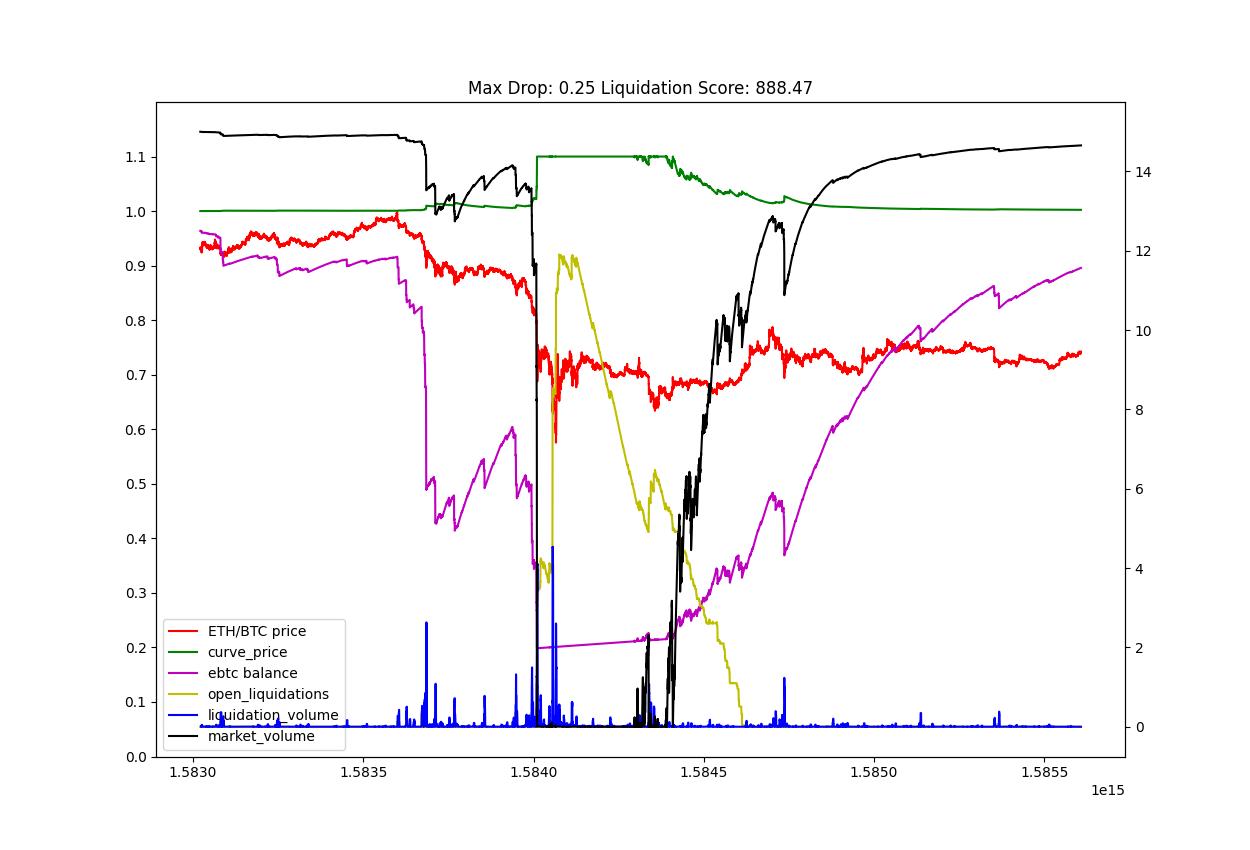 Max Drop: 0.25 Liquidation Score: 888.47
1.1
1.0
0.9
0.8
0.7
0.6
0.5
0.4
0.3
0.2
0.1
0.0
14
12
10
8
6
4
2
0
ETH/BTC price
curve_price
ebtc balance
open_liquidations
liquidation_volume
market_volume
1.5830 1.5835 1.5840 1.5845 1.5850 1.5855
1e15